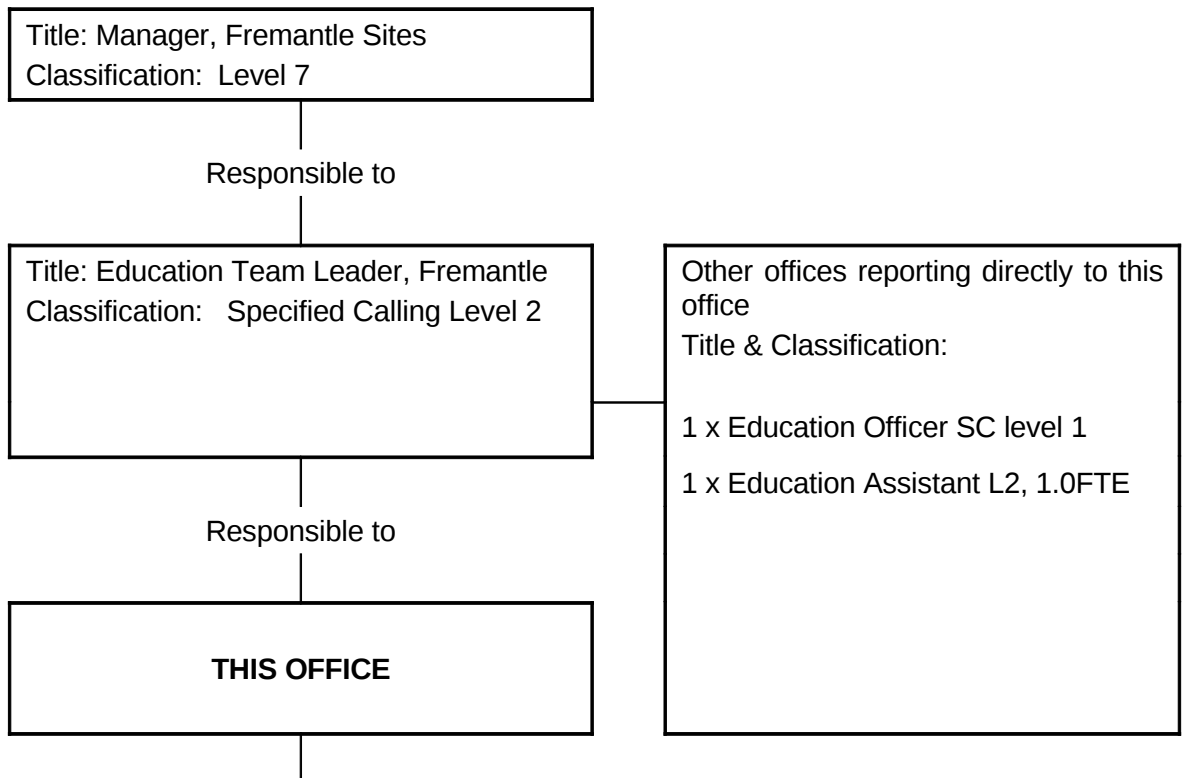 Title: Manager, Fremantle Sites
Classification: Level 7
Responsible to
Title: Education Team Leader, Fremantle
Classification: Specified Calling Level 2
Other offices reporting directly to this
office
Title & Classification:
1 x Education Officer SC level 1
1 x Education Assistant L2, 1.0FTE
Responsible to
THIS OFFICE